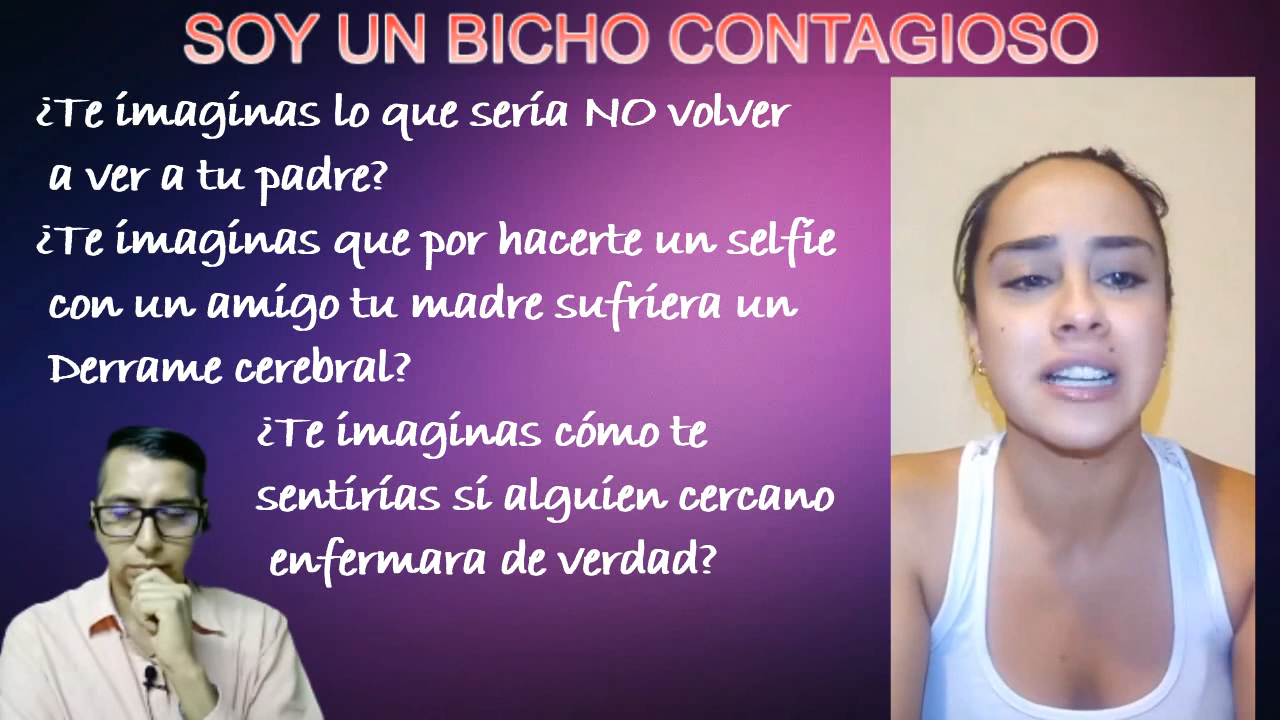 SOY UN BICHO CONTAGIOSO
¿Te imaginas lo que sería NO volver
a ver a tu padre?
¿Te imaginas que por hacerte un selfie
con un amigo tu madre sufriera un
Derrame cerebral?
¿Te imaginas cómo te
sentirías si alguien cercano
enfermara de verdad?